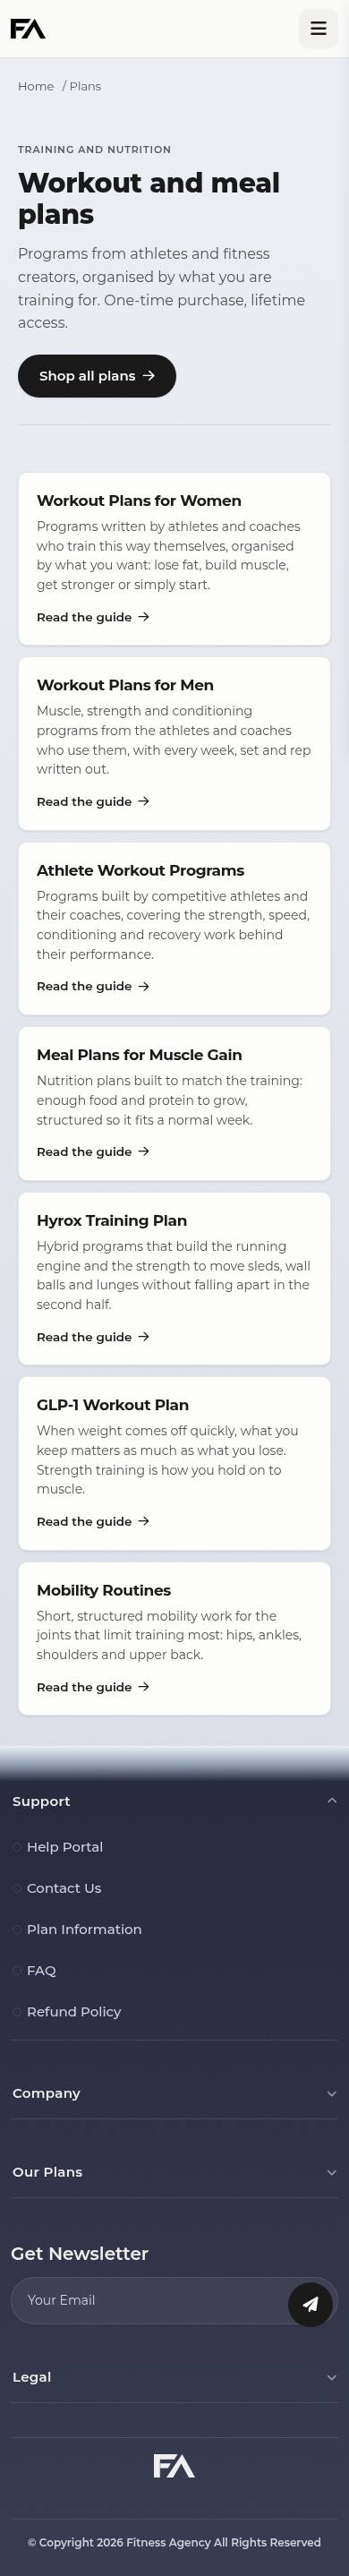 FA
Home / Plans
TRAINING AND NUTRITION
Workout and meal
plans
Programs from athletes and fitness
creators, organised by what you are
training for. One-time purchase, lifetime
access.
Shop all plans →
Workout Plans for Women
Programs written by athletes and coaches
who train this way themselves, organised
by what you want: lose fat, build muscle,
get stronger or simply start.
Read the guide →
Workout Plans for Men
Muscle, strength and conditioning
programs from the athletes and coaches
who use them, with every week, set and rep
written out.
Read the guide →
Athlete Workout Programs
Programs built by competitive athletes and
their coaches, covering the strength, speed,
conditioning and recovery work behind
their performance.
Read the guide →
Meal Plans for Muscle Gain
Nutrition plans built to match the training:
enough food and protein to grow,
structured so it fits a normal week.
Read the guide →
Hyrox Training Plan
Hybrid programs that build the running
engine and the strength to move sleds, wall
balls and lunges without falling apart in the
second half.
Read the guide →
GLP-1 Workout Plan
When weight comes off quickly, what you
keep matters as much as what you lose.
Strength training is how you hold on to
muscle.
Read the guide →
Mobility Routines
Short, structured mobility work for the
joints that limit training most: hips, ankles,
shoulders and upper back.
Read the guide →
Support
Help Portal
Contact Us
Plan Information
FAQ
Refund Policy
Company
Our Plans
Get Newsletter
Your Email
Legal
FA
© Copyright 2026 Fitness Agency All Rights Reserved